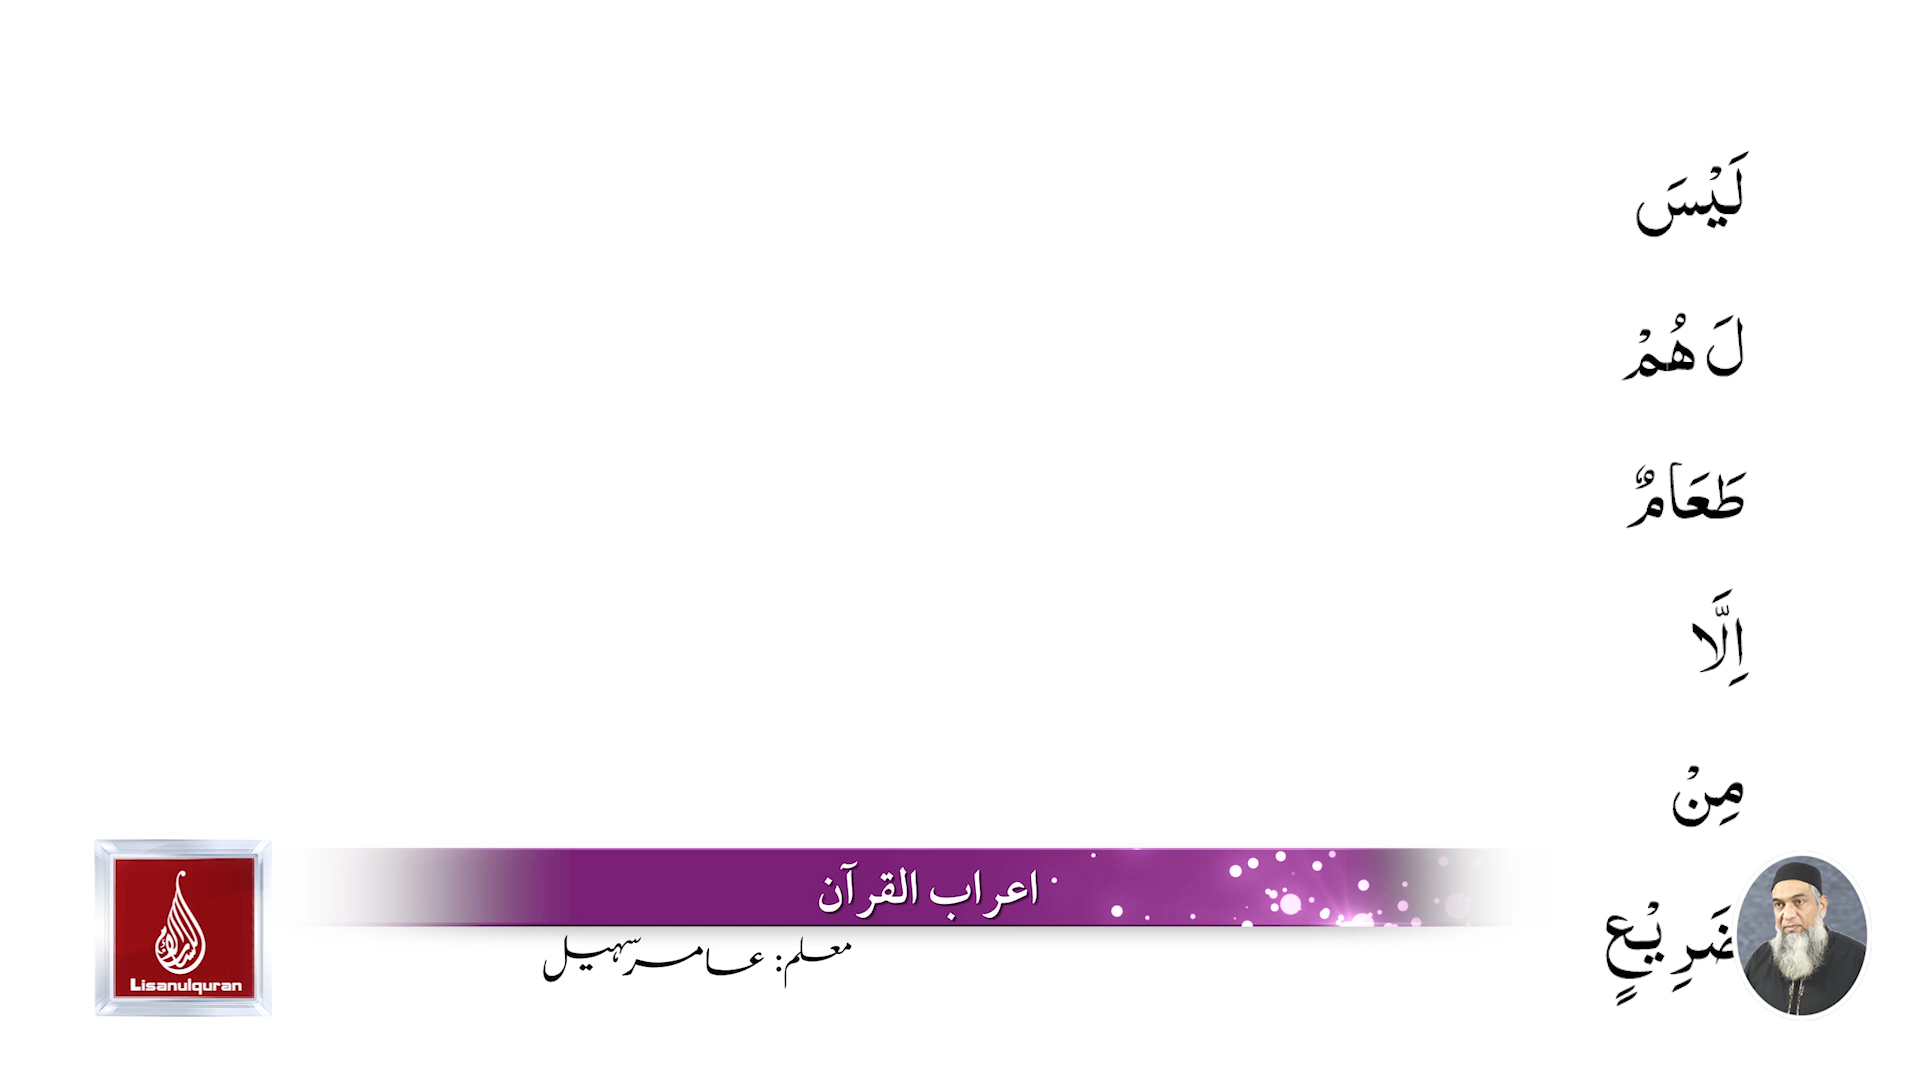 لَيْسَ
لَ هُمْ
طَعَامٌ
اِلَّا
مِنْ
ضَرِيْعٍ
اعراب القرآن
معلم: عامر سہیل
Lisanulquran